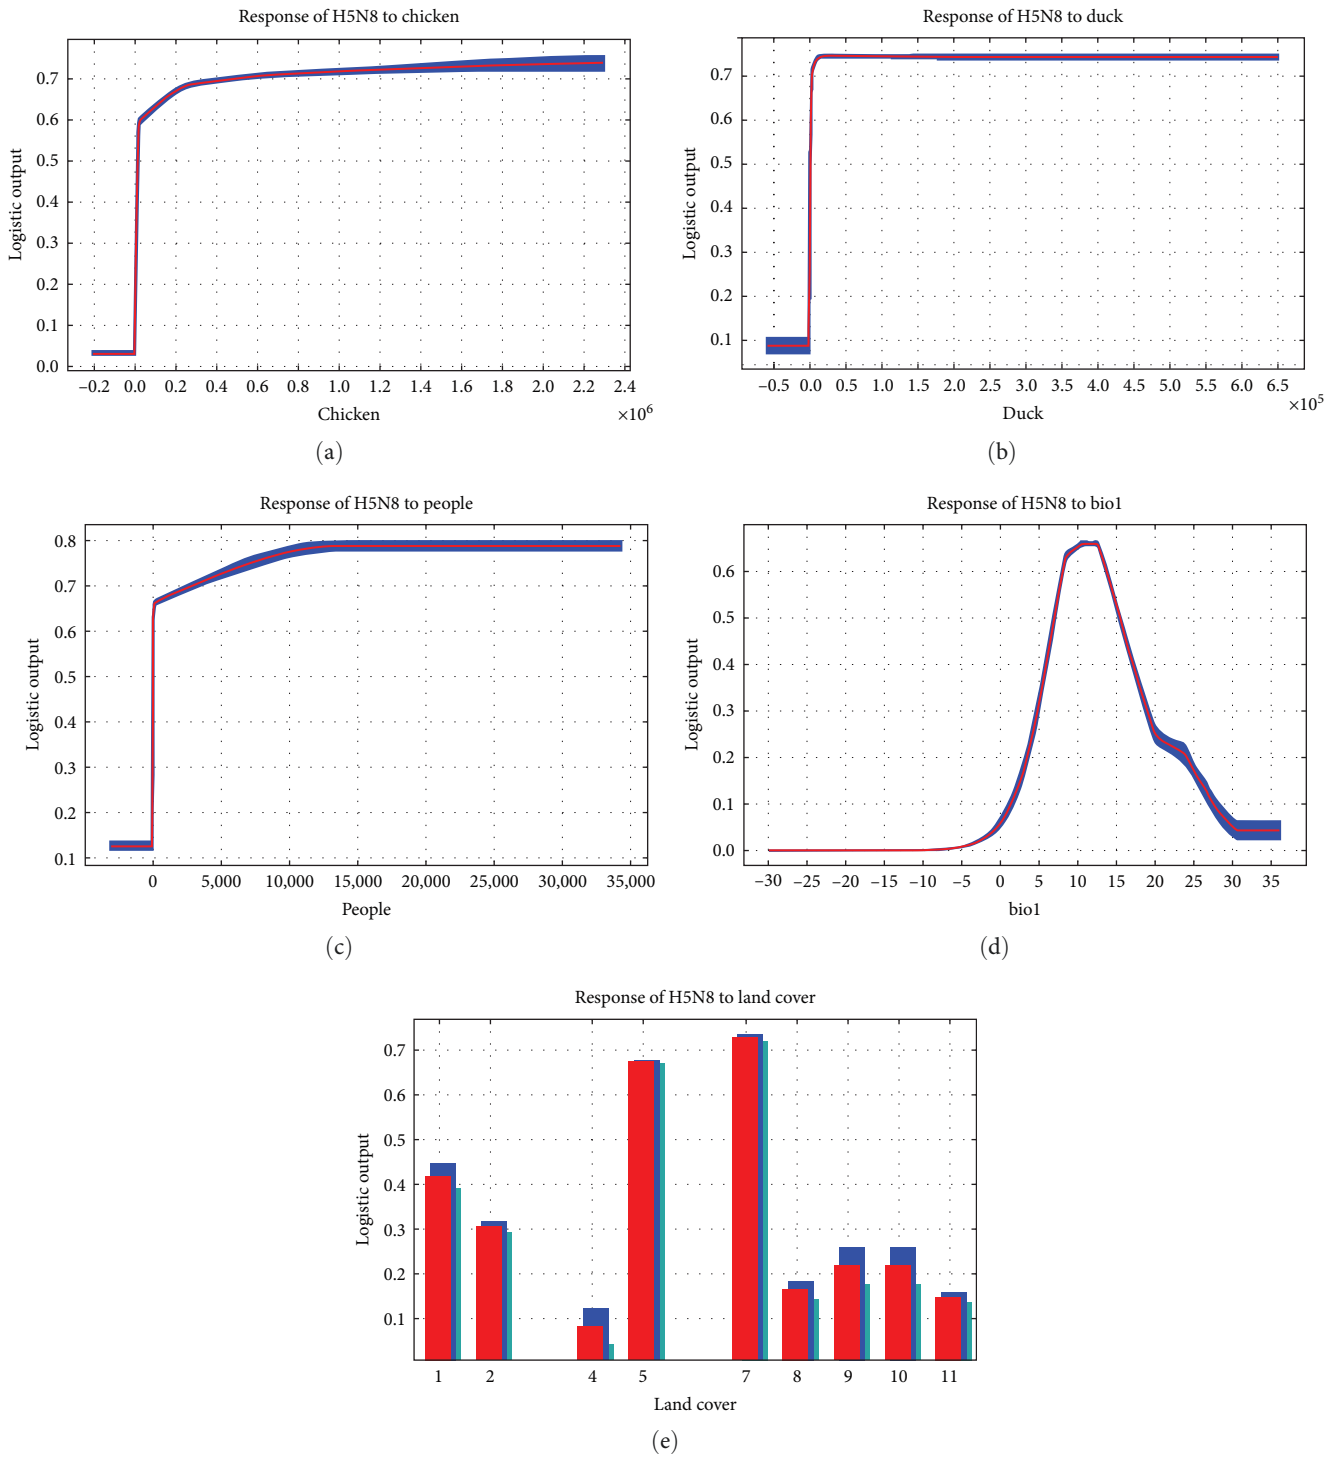 Response of H5N8 to chicken
Logistic output
0.7
0.6
0.5
0.4
0.3
0.2
0.1
0.0
–0.2 0.0 0.2 0.4 0.6 0.8 1.0 1.2 1.4 1.6 1.8 2.0 2.2 2.4
×10⁶
Chicken
(a)
Response of H5N8 to duck
Logistic output
0.7
0.6
0.5
0.4
0.3
0.2
0.1
–0.5 0.0 0.5 1.0 1.5 2.0 2.5 3.0 3.5 4.0 4.5 5.0 5.5 6.0 6.5
×10⁵
Duck
(b)
Response of H5N8 to people
Logistic output
0.8
0.7
0.6
0.5
0.4
0.3
0.2
0.1
0 5,000 10,000 15,000 20,000 25,000 30,000 35,000
People
(c)
Response of H5N8 to bio1
Logistic output
0.6
0.5
0.4
0.3
0.2
0.1
0.0
–30 –25 –20 –15 –10 –5 0 5 10 15 20 25 30 35
bio1
(d)
Response of H5N8 to land cover
Logistic output
0.7
0.6
0.5
0.4
0.3
0.2
0.1
1 2 4 5 7 8 9 10 11
Land cover
(e)